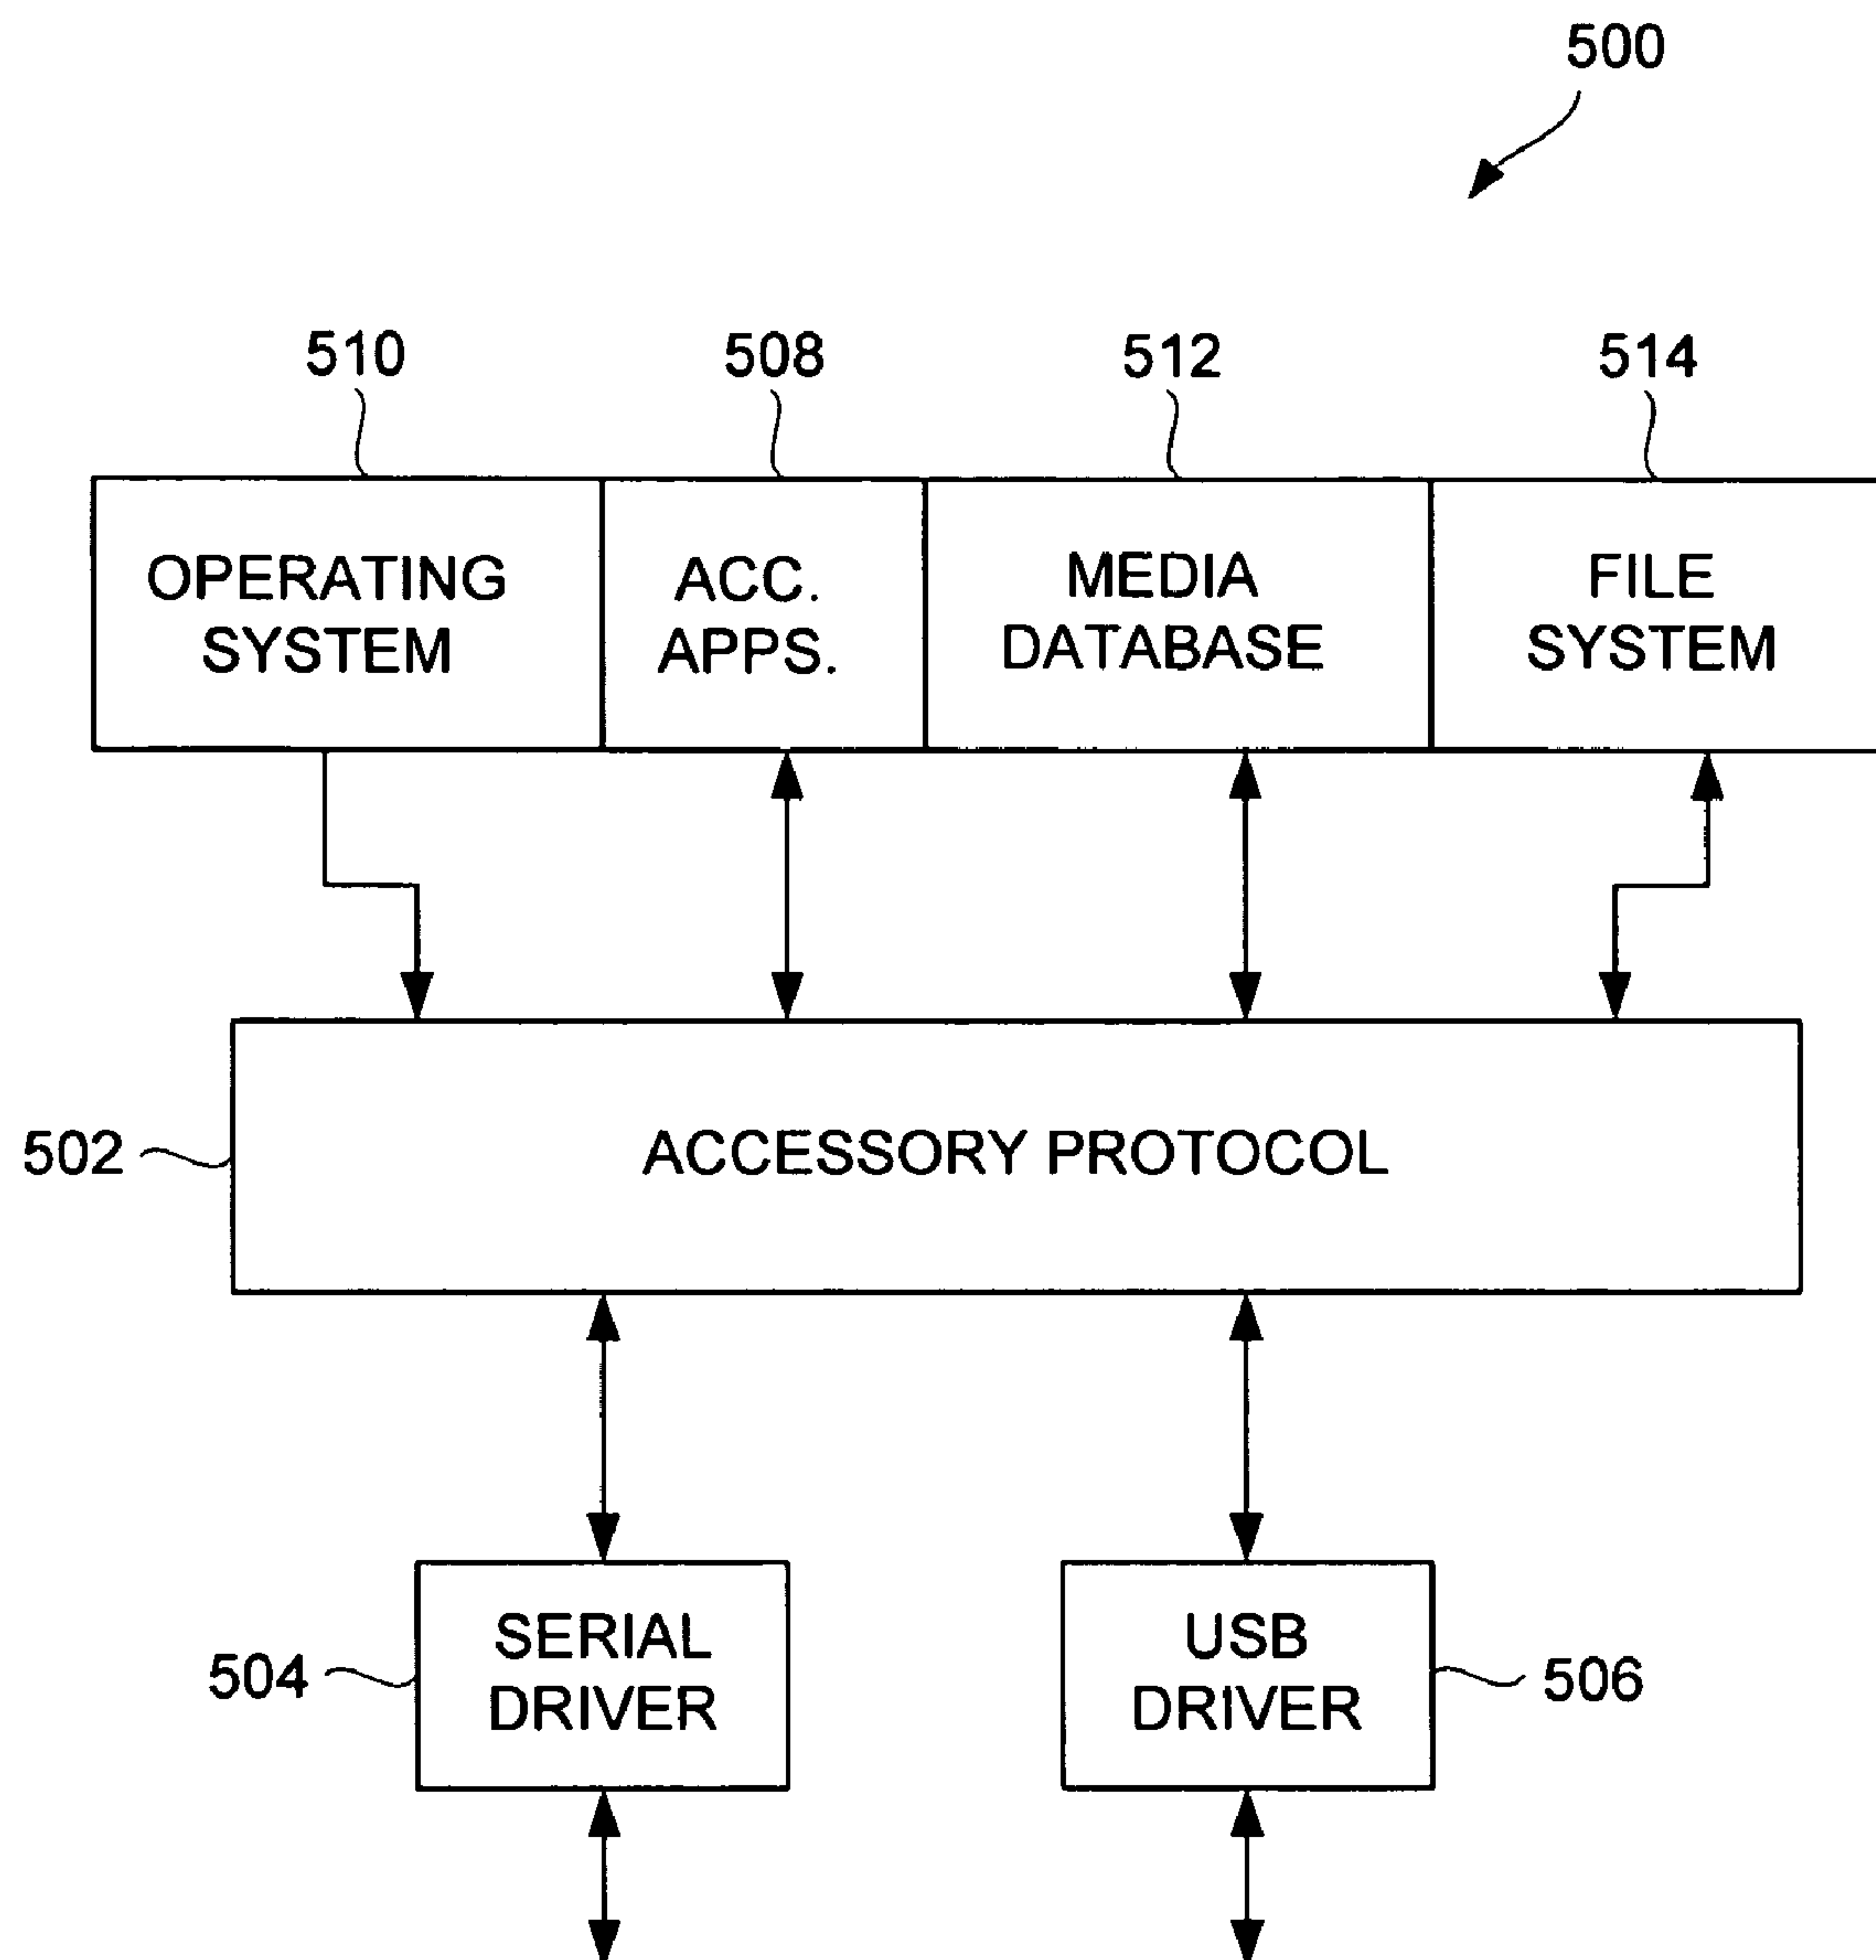 500
510
508
512
514
OPERATING
SYSTEM
ACC.
APPS.
MEDIA
DATABASE
FILE
SYSTEM
502
ACCESSORY PROTOCOL
504
SERIAL
DRIVER
USB
DRIVER
506